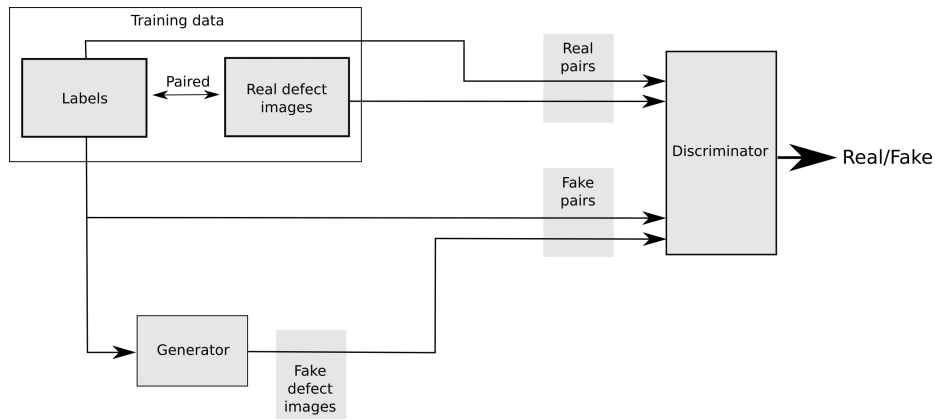 Training data
Labels
Paired
Real defect
images
Real
pairs
Discriminator
Real/Fake
Fake
pairs
Generator
Fake
defect
images